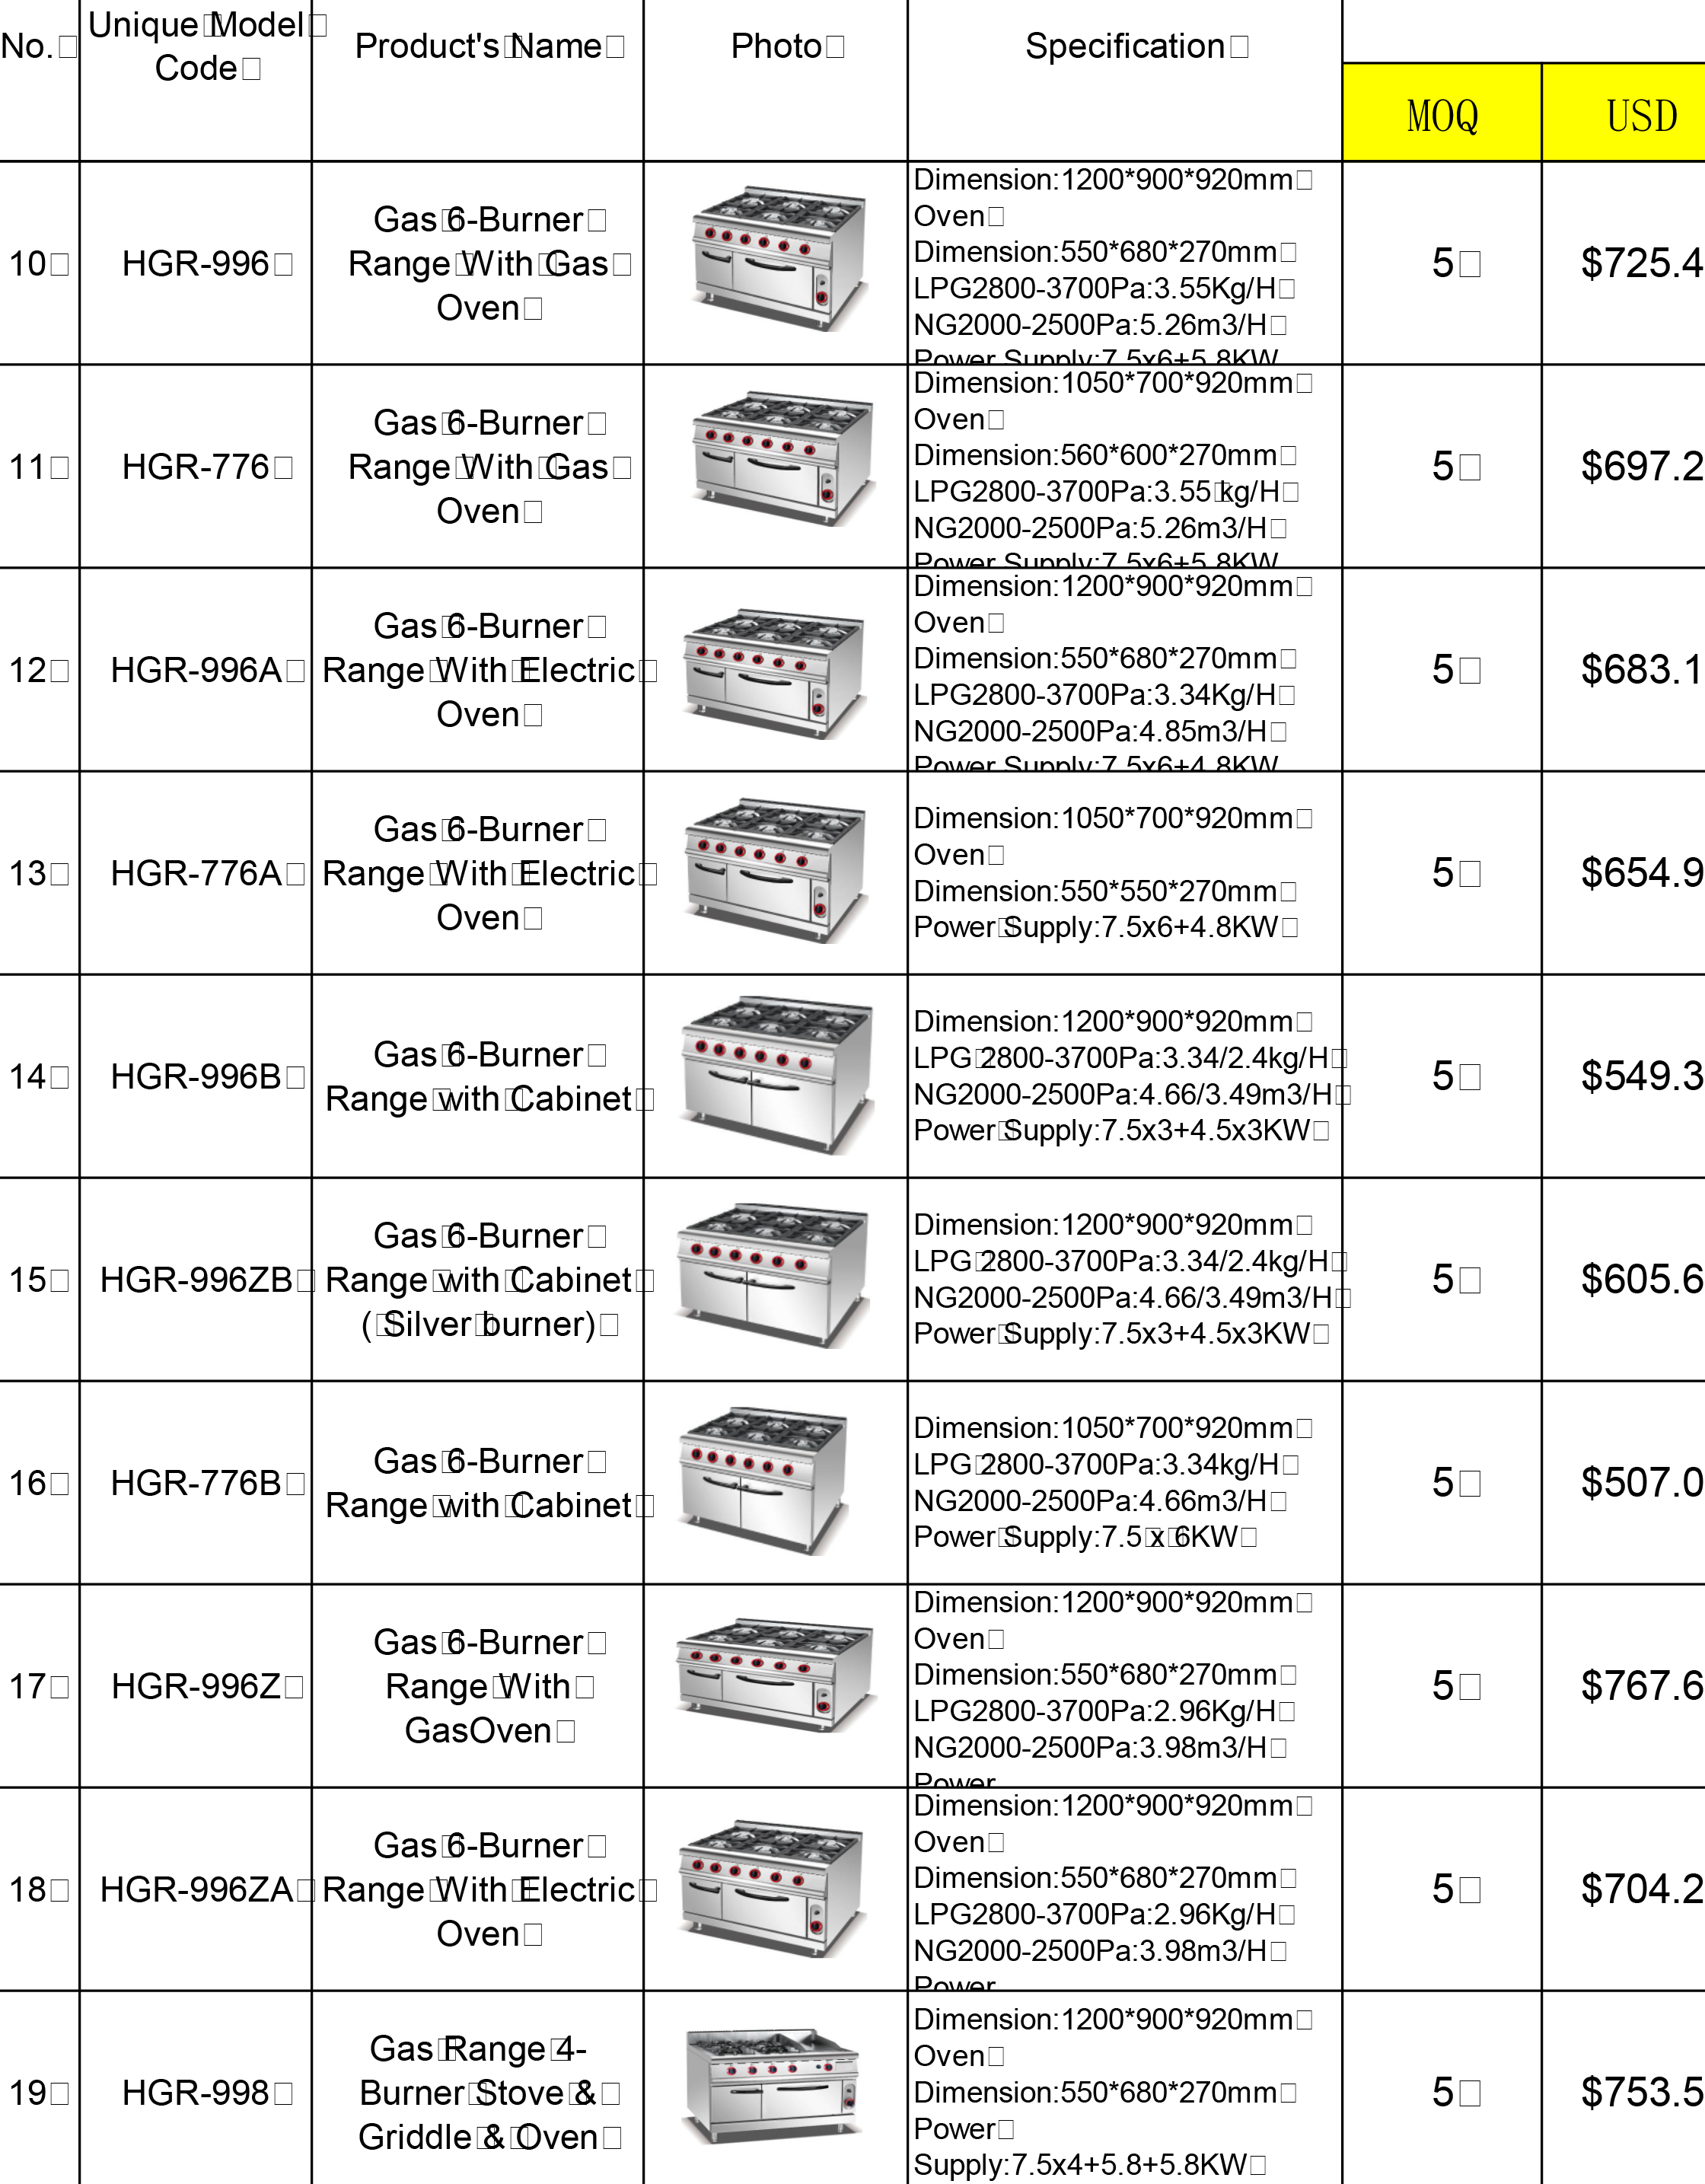 No.
Unique Model
Code
Product's Name
Photo
Specification
MOQ
USD
10
HGR-996
Gas 6-Burner
Range With Gas
Oven
Dimension:1200*900*920mm
Oven
Dimension:550*680*270mm
LPG2800-3700Pa:3.55Kg/H
NG2000-2500Pa:5.26m3/H
Power Supply:7.5x6+5.8KW
5
$725.4
11
HGR-776
Gas 6-Burner
Range With Gas
Oven
Dimension:1050*700*920mm
Oven
Dimension:560*600*270mm
LPG2800-3700Pa:3.55 kg/H
NG2000-2500Pa:5.26m3/H
Power Supply:7.5x6+5.8KW
5
$697.2
12
HGR-996A
Gas 6-Burner
Range With Electric
Oven
Dimension:1200*900*920mm
Oven
Dimension:550*680*270mm
LPG2800-3700Pa:3.34Kg/H
NG2000-2500Pa:4.85m3/H
Power Supply:7.5x6+4.8KW
5
$683.1
13
HGR-776A
Gas 6-Burner
Range With Electric
Oven
Dimension:1050*700*920mm
Oven
Dimension:550*550*270mm
Power Supply:7.5x6+4.8KW
5
$654.9
14
HGR-996B
Gas 6-Burner
Range with Cabinet
Dimension:1200*900*920mm
LPG 2800-3700Pa:3.34/2.4kg/H
NG2000-2500Pa:4.66/3.49m3/H
Power Supply:7.5x3+4.5x3KW
5
$549.3
15
HGR-996ZB
Gas 6-Burner
Range with Cabinet
( Silver burner)
Dimension:1200*900*920mm
LPG 2800-3700Pa:3.34/2.4kg/H
NG2000-2500Pa:4.66/3.49m3/H
Power Supply:7.5x3+4.5x3KW
5
$605.6
16
HGR-776B
Gas 6-Burner
Range with Cabinet
Dimension:1050*700*920mm
LPG 2800-3700Pa:3.34kg/H
NG2000-2500Pa:4.66m3/H
Power Supply:7.5 x 6KW
5
$507.0
17
HGR-996Z
Gas 6-Burner
Range With
GasOven
Dimension:1200*900*920mm
Oven
Dimension:550*680*270mm
LPG2800-3700Pa:2.96Kg/H
NG2000-2500Pa:3.98m3/H
Power
5
$767.6
18
HGR-996ZA
Gas 6-Burner
Range With Electric
Oven
Dimension:1200*900*920mm
Oven
Dimension:550*680*270mm
LPG2800-3700Pa:2.96Kg/H
NG2000-2500Pa:3.98m3/H
Power
5
$704.2
19
HGR-998
Gas Range 4-
Burner Stove &
Griddle & Oven
Dimension:1200*900*920mm
Oven
Dimension:550*680*270mm
Power
Supply:7.5x4+5.8+5.8KW
5
$753.5